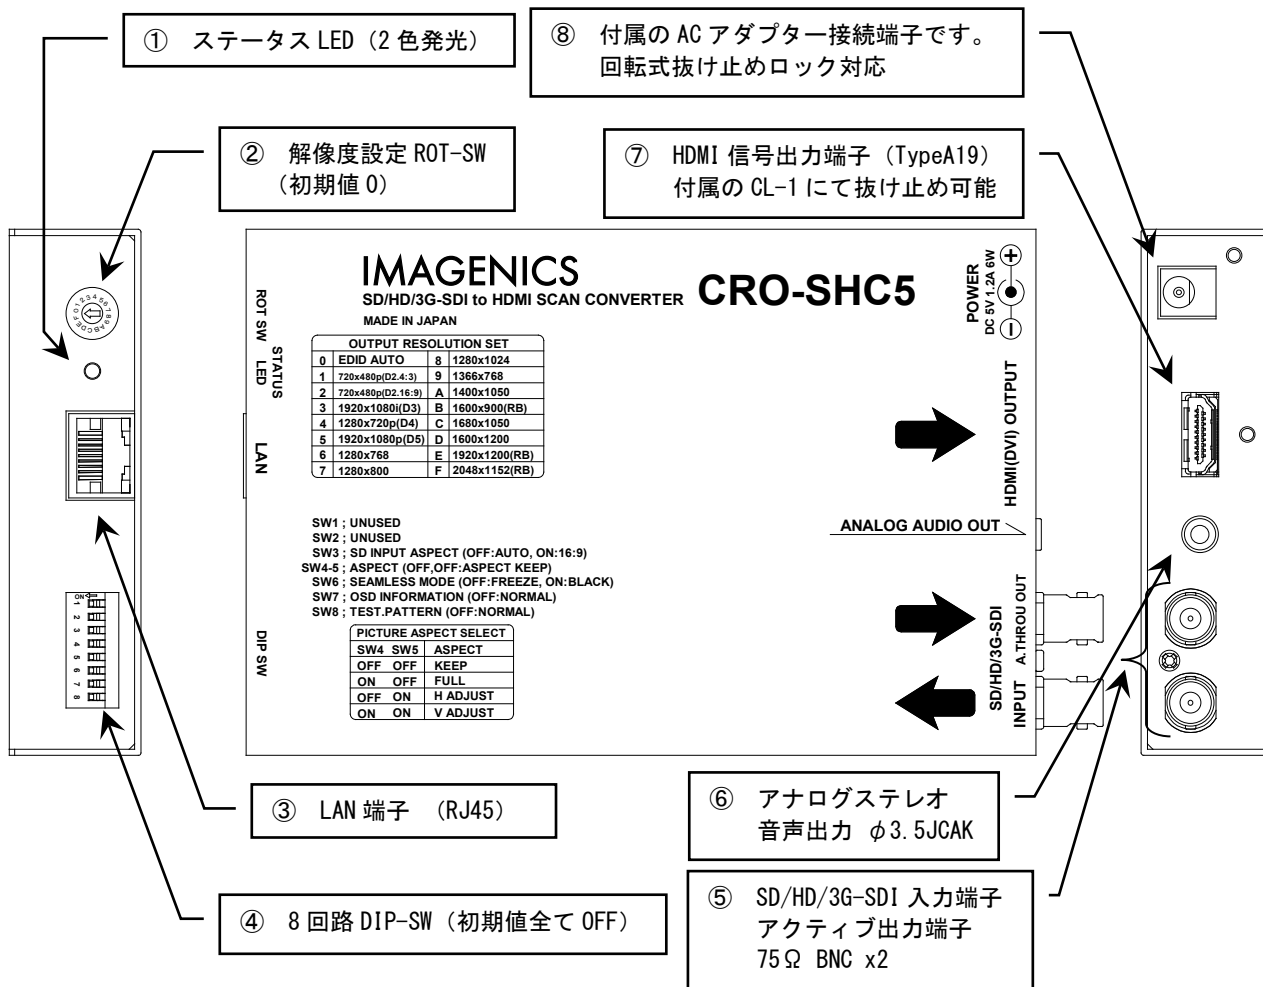 ① ステータス LED（2 色発光）
⑧ 付属の AC アダプター接続端子です。
回転式抜け止めロック対応
② 解像度設定 ROT-SW
（初期値 0）
⑦ HDMI 信号出力端子（TypeA19）
付属の CL-1 にて抜け止め可能
0123456789ABCDEF
ROT SW
STATUS
LED
LAN
DIP SW
ON
1
2
3
4
5
6
7
8
IMAGENICS
SD/HD/3G-SDI to HDMI SCAN CONVERTER
CRO-SHC5
MADE IN JAPAN
OUTPUT RESOLUTION SET
0 EDID AUTO 8 1280x1024
1 720x480p(D2.4:3) 9 1366x768
2 720x480p(D2.16:9) A 1400x1050
3 1920x1080i(D3) B 1600x900(RB)
4 1280x720p(D4) C 1680x1050
5 1920x1080p(D5) D 1600x1200
6 1280x768 E 1920x1200(RB)
7 1280x800 F 2048x1152(RB)
SW1 ; UNUSED
SW2 ; UNUSED
SW3 ; SD INPUT ASPECT (OFF:AUTO, ON:16:9)
SW4-5 ; ASPECT (OFF,OFF:ASPECT KEEP)
SW6 ; SEAMLESS MODE (OFF:FREEZE, ON:BLACK)
SW7 ; OSD INFORMATION (OFF:NORMAL)
SW8 ; TEST.PATTERN (OFF:NORMAL)
PICTURE ASPECT SELECT
SW4 SW5 ASPECT
OFF OFF KEEP
ON OFF FULL
OFF ON H ADJUST
ON ON V ADJUST
POWER
DC 5V 1.2A 6W
HDMI(DVI) OUTPUT
ANALOG AUDIO OUT
SD/HD/3G-SDI
INPUT A.THROU OUT
③ LAN 端子 （RJ45）
④ 8 回路 DIP-SW（初期値全て OFF）
⑥ アナログステレオ
音声出力 φ3.5JCAK
⑤ SD/HD/3G-SDI 入力端子
アクティブ出力端子
75Ω BNC x2